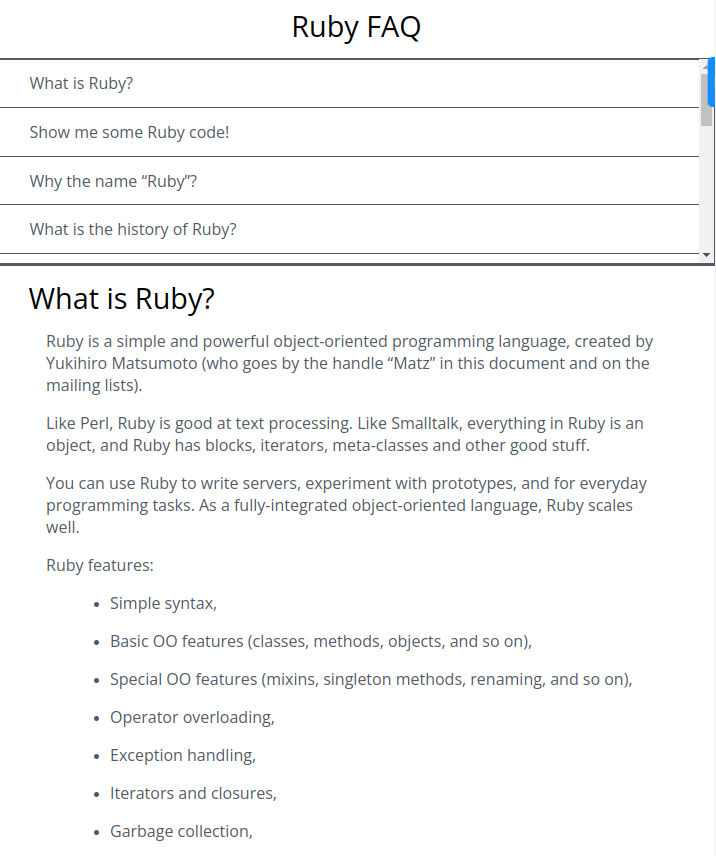 Ruby FAQ
What is Ruby?
Show me some Ruby code!
Why the name “Ruby”?
What is the history of Ruby?
What is Ruby?
Ruby is a simple and powerful object-oriented programming language, created by
Yukihiro Matsumoto (who goes by the handle “Matz” in this document and on the
mailing lists).
Like Perl, Ruby is good at text processing. Like Smalltalk, everything in Ruby is an
object, and Ruby has blocks, iterators, meta-classes and other good stuff.
You can use Ruby to write servers, experiment with prototypes, and for everyday
programming tasks. As a fully-integrated object-oriented language, Ruby scales
well.
Ruby features:
• Simple syntax,
• Basic OO features (classes, methods, objects, and so on),
• Special OO features (mixins, singleton methods, renaming, and so on),
• Operator overloading,
• Exception handling,
• Iterators and closures,
• Garbage collection,